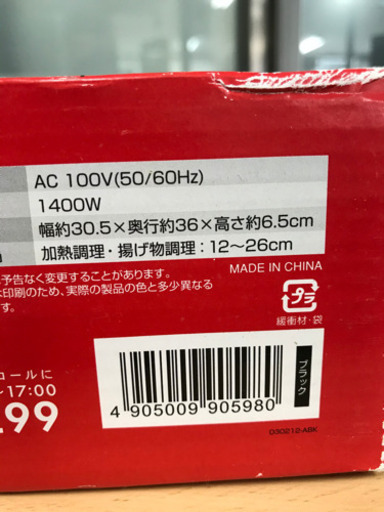 AC 100V(50/60Hz)
1400W
幅約30.5×奥行約36×高さ約6.5cm
加熱調理・揚げ物調理：12～26cm
予告なく変更することがあります。
印刷のため、実際の製品の色と多少異なる
ます。
MADE IN CHINA
プラ
緩衝材・袋
ブラック
コールに
～17:00
.99
4 905009 905980
030212-ABK